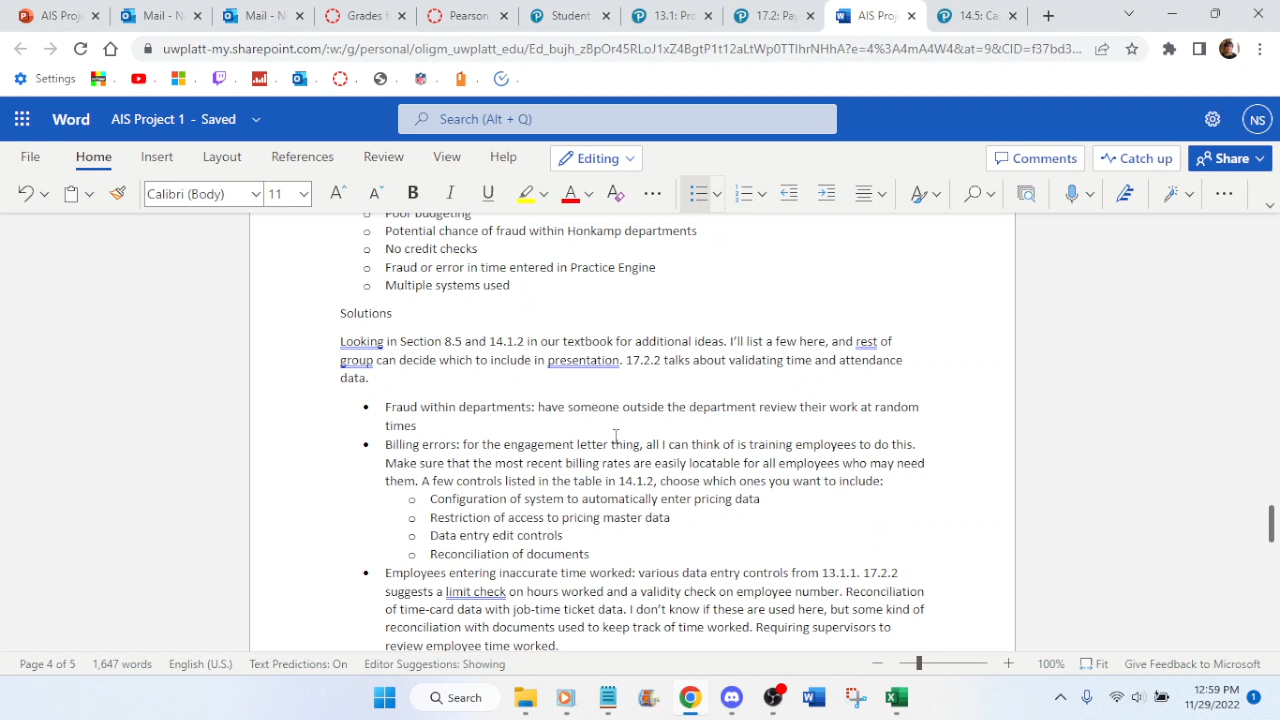 AIS Proj
Mail - N
Mail - N
Grades f
Pearson
Student
13.1: Pro
17.2: Pay
AIS Proj
14.5: Cas
uwplatt-my.sharepoint.com/:w:/g/personal/oligm_uwplatt_edu/Ed_bujh_zBpOr45RLoJ1xZ4BgtP1t12aLtWp0TTlhrNHhA?e=4%3A4mA4W4&at=9&CID=f37bd3...
Settings
Word AIS Project 1 - Saved Search (Alt + Q) NS
File Home Insert Layout References Review View Help Editing Comments Catch up Share
Calibri (Body) 11
Poor budgeting
Potential chance of fraud within Honkamp departments
No credit checks
Fraud or error in time entered in Practice Engine
Multiple systems used
Solutions
Looking in Section 8.5 and 14.1.2 in our textbook for additional ideas. I'll list a few here, and rest of
group can decide which to include in presentation. 17.2.2 talks about validating time and attendance
data.
Fraud within departments: have someone outside the department review their work at random
times
Billing errors: for the engagement letter thing, all I can think of is training employees to do this.
Make sure that the most recent billing rates are easily locatable for all employees who may need
them. A few controls listed in the table in 14.1.2, choose which ones you want to include:
Configuration of system to automatically enter pricing data
Restriction of access to pricing master data
Data entry edit controls
Reconciliation of documents
Employees entering inaccurate time worked: various data entry controls from 13.1.1. 17.2.2
suggests a limit check on hours worked and a validity check on employee number. Reconciliation
of time-card data with job-time ticket data. I don't know if these are used here, but some kind of
reconciliation with documents used to keep track of time worked. Requiring supervisors to
review employee time worked.
Page 4 of 5 1,647 words English (U.S.) Text Predictions: On Editor Suggestions: Showing 100% Fit Give Feedback to Microsoft
Search
12:59 PM
11/29/2022
1